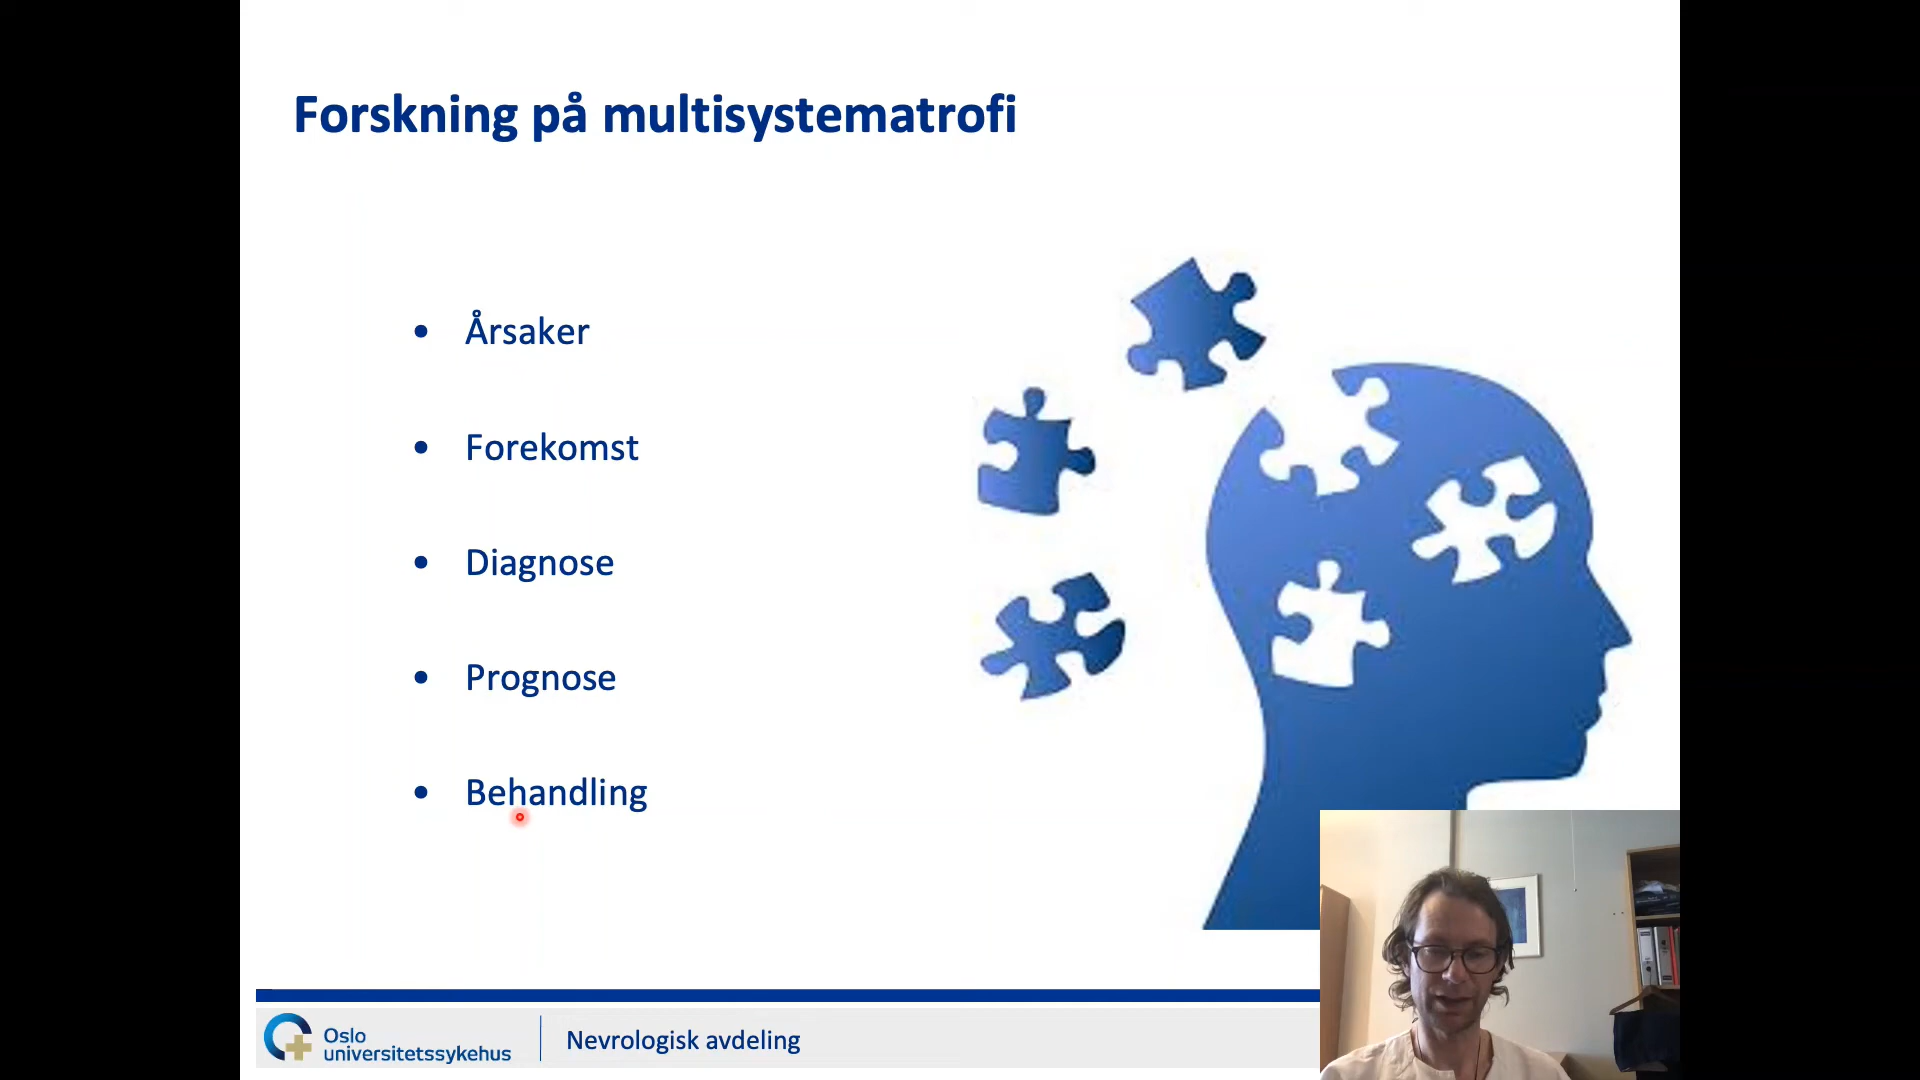 Forskning på multisystematrofi
• Årsaker
• Forekomst
• Diagnose
• Prognose
• Behandling
Oslo
universitetssykehus
Nevrologisk avdeling